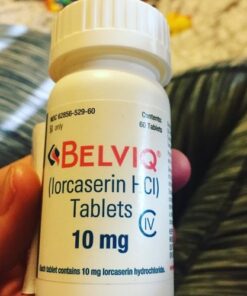 NDC 62856-529-60
Contents:
60 Tablets
℞ only
BELVIQ®
(lorcaserin HCl)
Tablets
CIV
10 mg
Each tablet contains 10 mg lorcaserin hydrochloride.